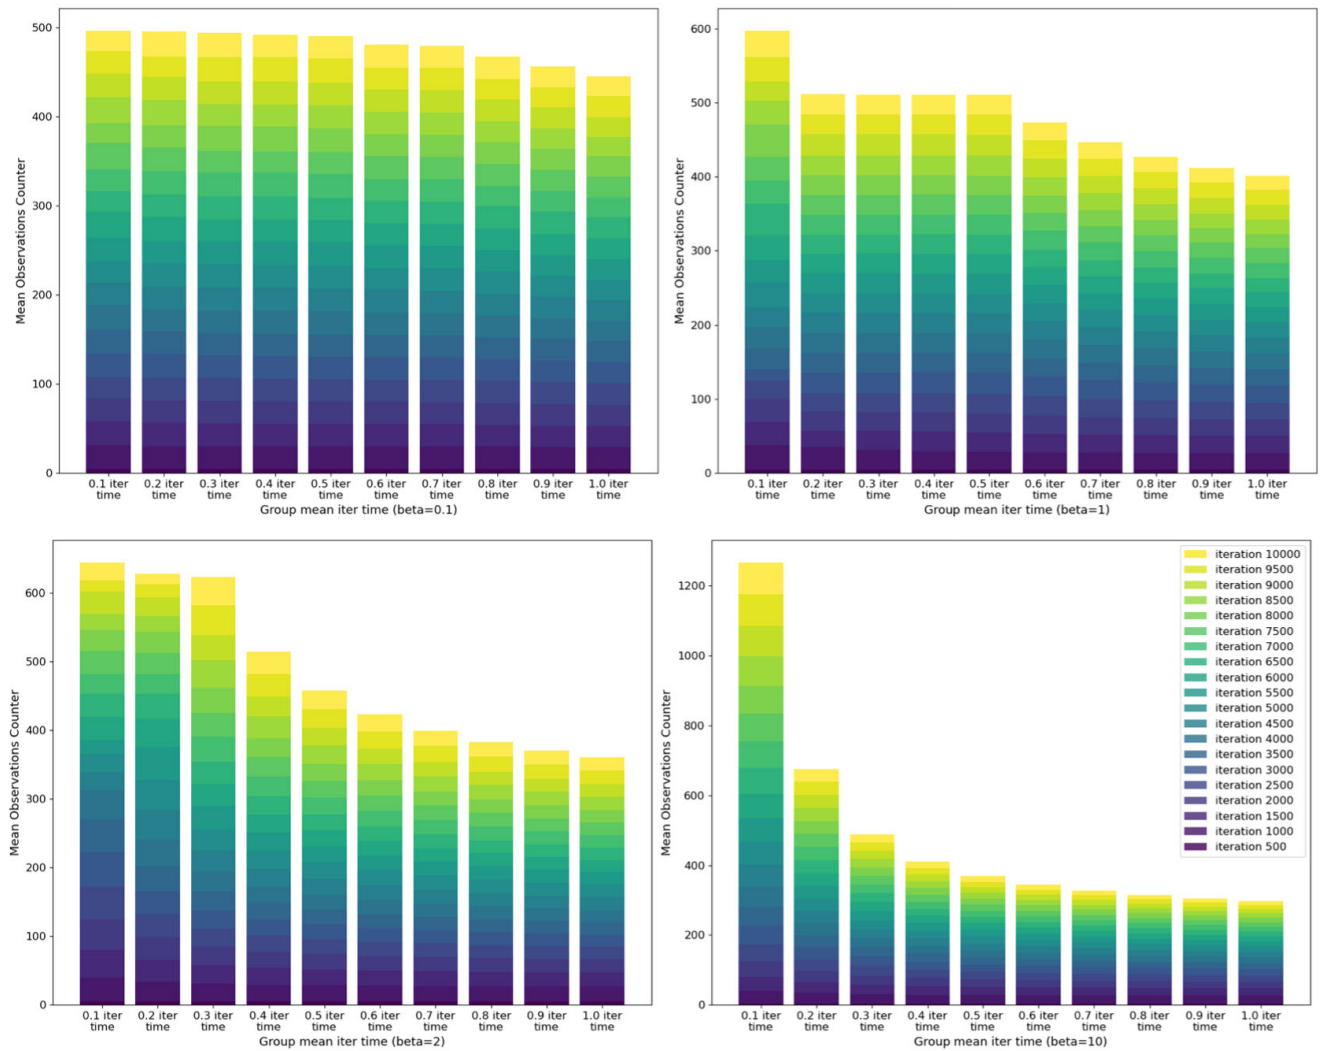 500
400
300
200
100
0
Mean Observations Counter
0.1 iter time
0.2 iter time
0.3 iter time
0.4 iter time
0.5 iter time
0.6 iter time
0.7 iter time
0.8 iter time
0.9 iter time
1.0 iter time
Group mean iter time (beta=0.1)
600
500
400
300
200
100
0
Mean Observations Counter
0.1 iter time
0.2 iter time
0.3 iter time
0.4 iter time
0.5 iter time
0.6 iter time
0.7 iter time
0.8 iter time
0.9 iter time
1.0 iter time
Group mean iter time (beta=1)
600
500
400
300
200
100
0
Mean Observations Counter
0.1 iter time
0.2 iter time
0.3 iter time
0.4 iter time
0.5 iter time
0.6 iter time
0.7 iter time
0.8 iter time
0.9 iter time
1.0 iter time
Group mean iter time (beta=2)
1200
1000
800
600
400
200
0
Mean Observations Counter
0.1 iter time
0.2 iter time
0.3 iter time
0.4 iter time
0.5 iter time
0.6 iter time
0.7 iter time
0.8 iter time
0.9 iter time
1.0 iter time
Group mean iter time (beta=10)
iteration 10000
iteration 9500
iteration 9000
iteration 8500
iteration 8000
iteration 7500
iteration 7000
iteration 6500
iteration 6000
iteration 5500
iteration 5000
iteration 4500
iteration 4000
iteration 3500
iteration 3000
iteration 2500
iteration 2000
iteration 1500
iteration 1000
iteration 500